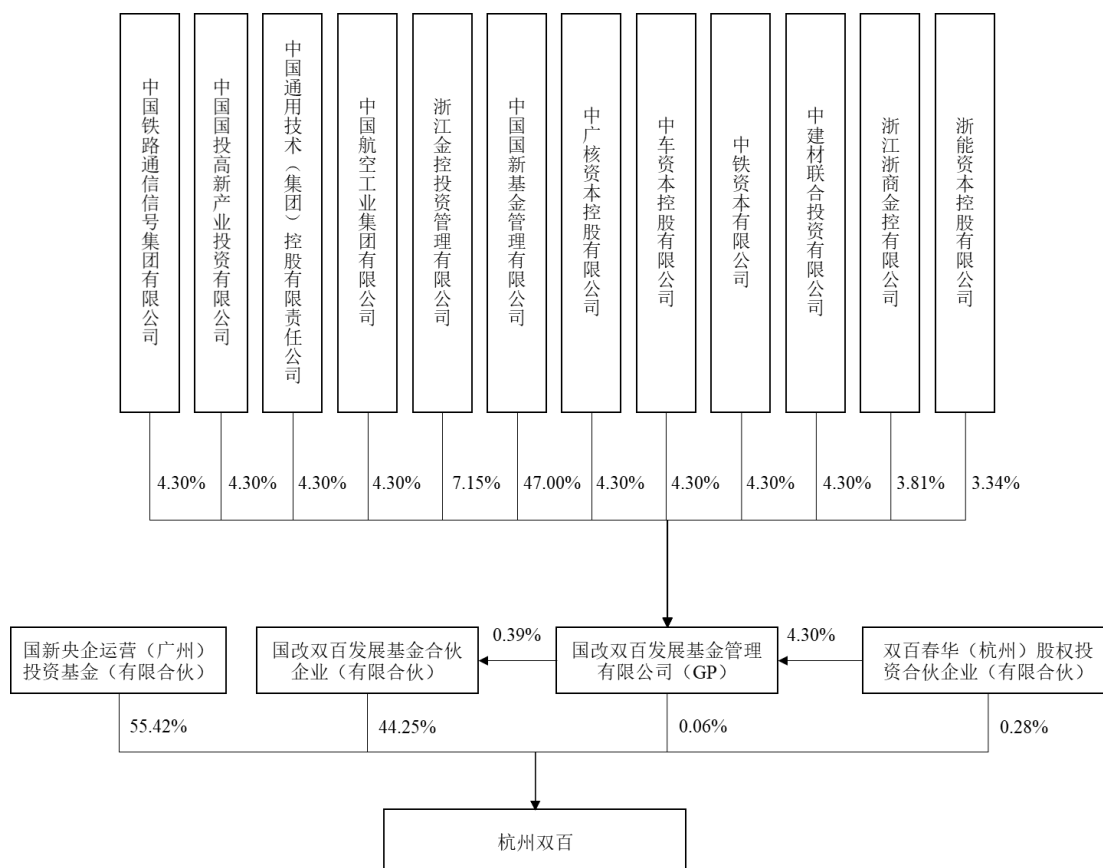 中国铁路通信信号集团有限公司
中国国投高新产业投资有限公司
中国通用技术（集团）控股有限责任公司
中国航空工业集团有限公司
浙江金控投资管理有限公司
中国国新基金管理有限公司
中广核资本控股有限公司
中车资本控股有限公司
中铁资本有限公司
中建材联合投资有限公司
浙江浙商金控有限公司
浙能资本控股有限公司
4.30%
4.30%
4.30%
4.30%
7.15%
47.00%
4.30%
4.30%
4.30%
4.30%
3.81%
3.34%
国新央企运营（广州）
投资基金（有限合伙）
国改双百发展基金合伙
企业（有限合伙）
0.39%
国改双百发展基金管理
有限公司（GP）
4.30%
双百春华（杭州）股权投
资合伙企业（有限合伙）
55.42%
44.25%
0.06%
0.28%
杭州双百